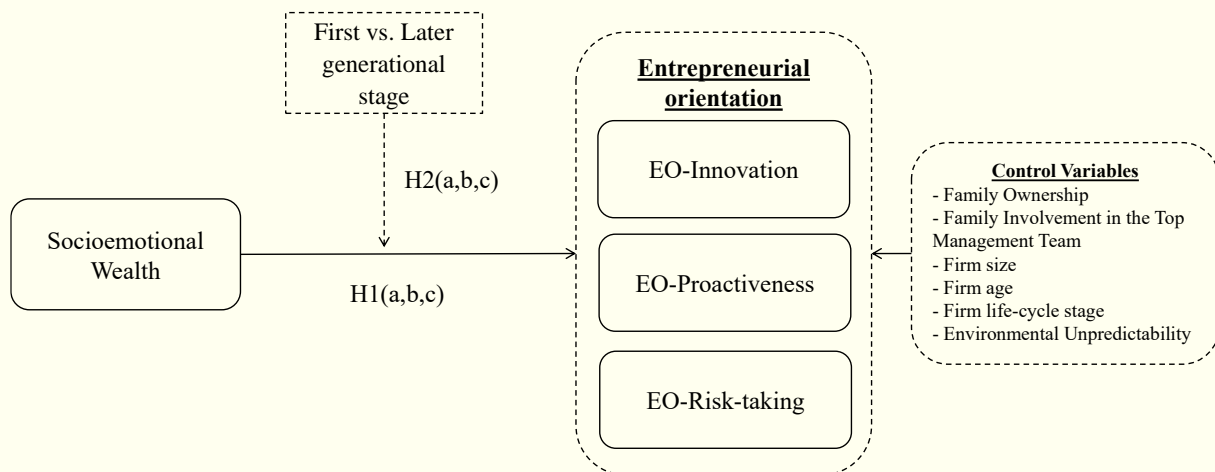 First vs. Later
generational
stage
H2(a,b,c)
Socioemotional
Wealth
H1(a,b,c)
Entrepreneurial
orientation
EO-Innovation
EO-Proactiveness
EO-Risk-taking
Control Variables
- Family Ownership
- Family Involvement in the Top
Management Team
- Firm size
- Firm age
- Firm life-cycle stage
- Environmental Unpredictability